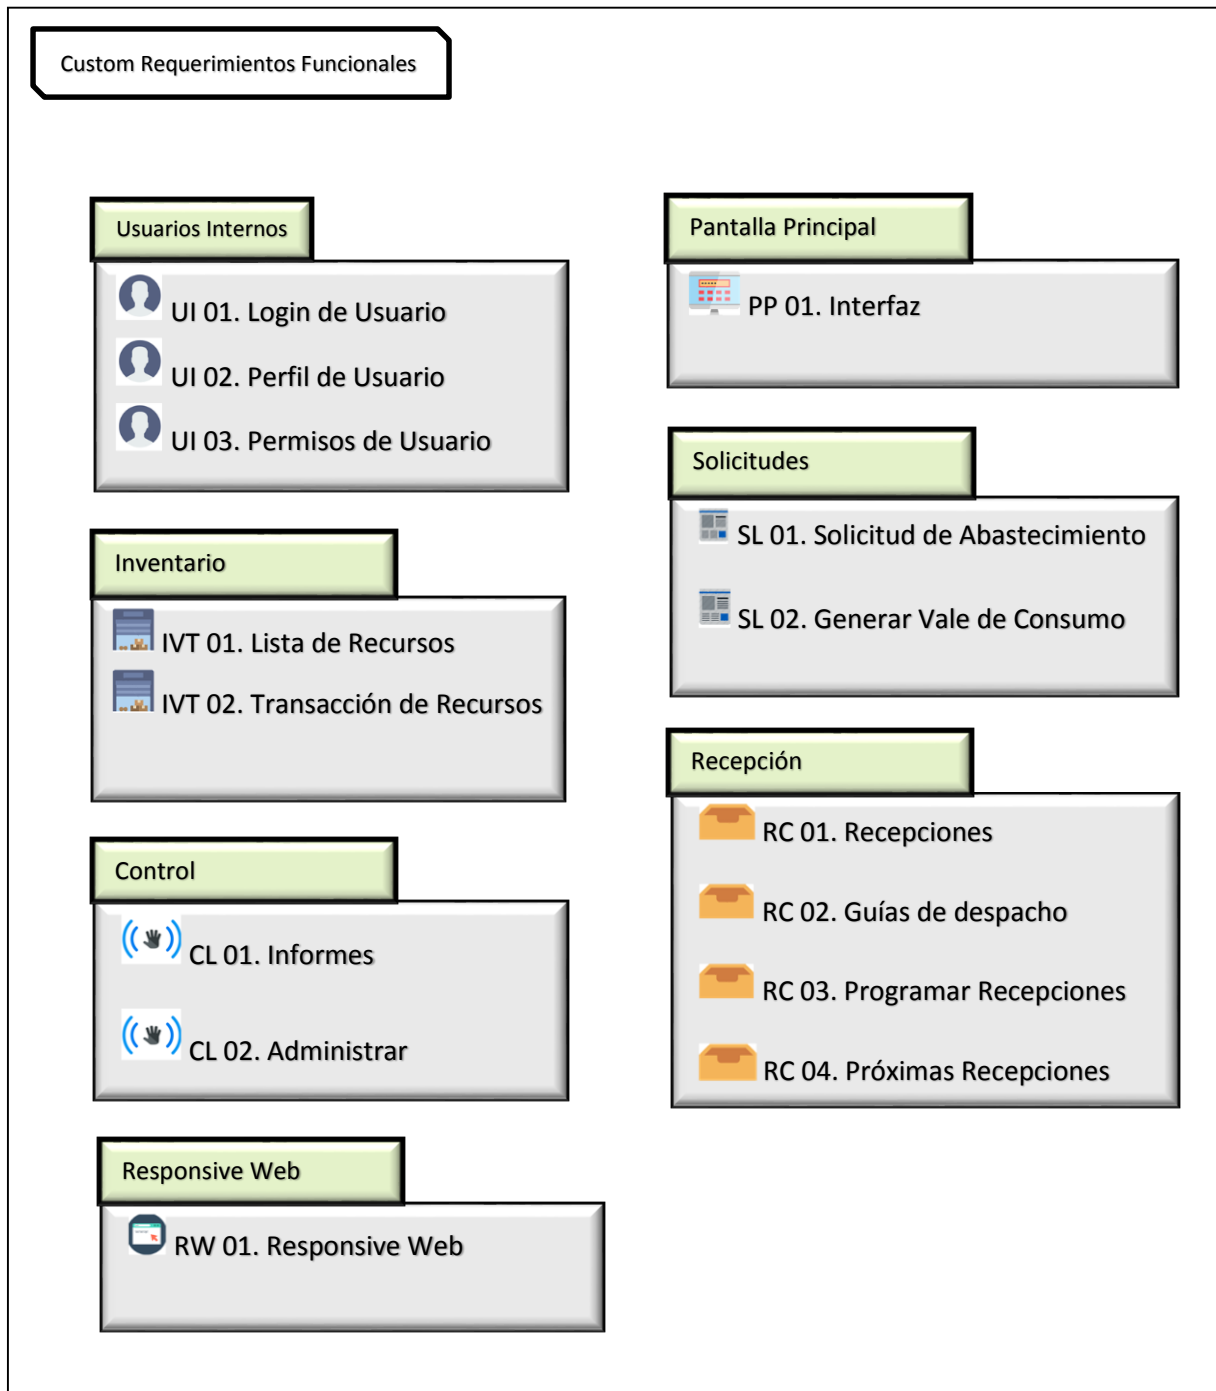 Custom Requerimientos Funcionales
Usuarios Internos
UI 01. Login de Usuario
UI 02. Perfil de Usuario
UI 03. Permisos de Usuario
Inventario
IVT 01. Lista de Recursos
IVT 02. Transacción de Recursos
Control
CL 01. Informes
CL 02. Administrar
Responsive Web
RW 01. Responsive Web
Pantalla Principal
PP 01. Interfaz
Solicitudes
SL 01. Solicitud de Abastecimiento
SL 02. Generar Vale de Consumo
Recepción
RC 01. Recepciones
RC 02. Guías de despacho
RC 03. Programar Recepciones
RC 04. Próximas Recepciones